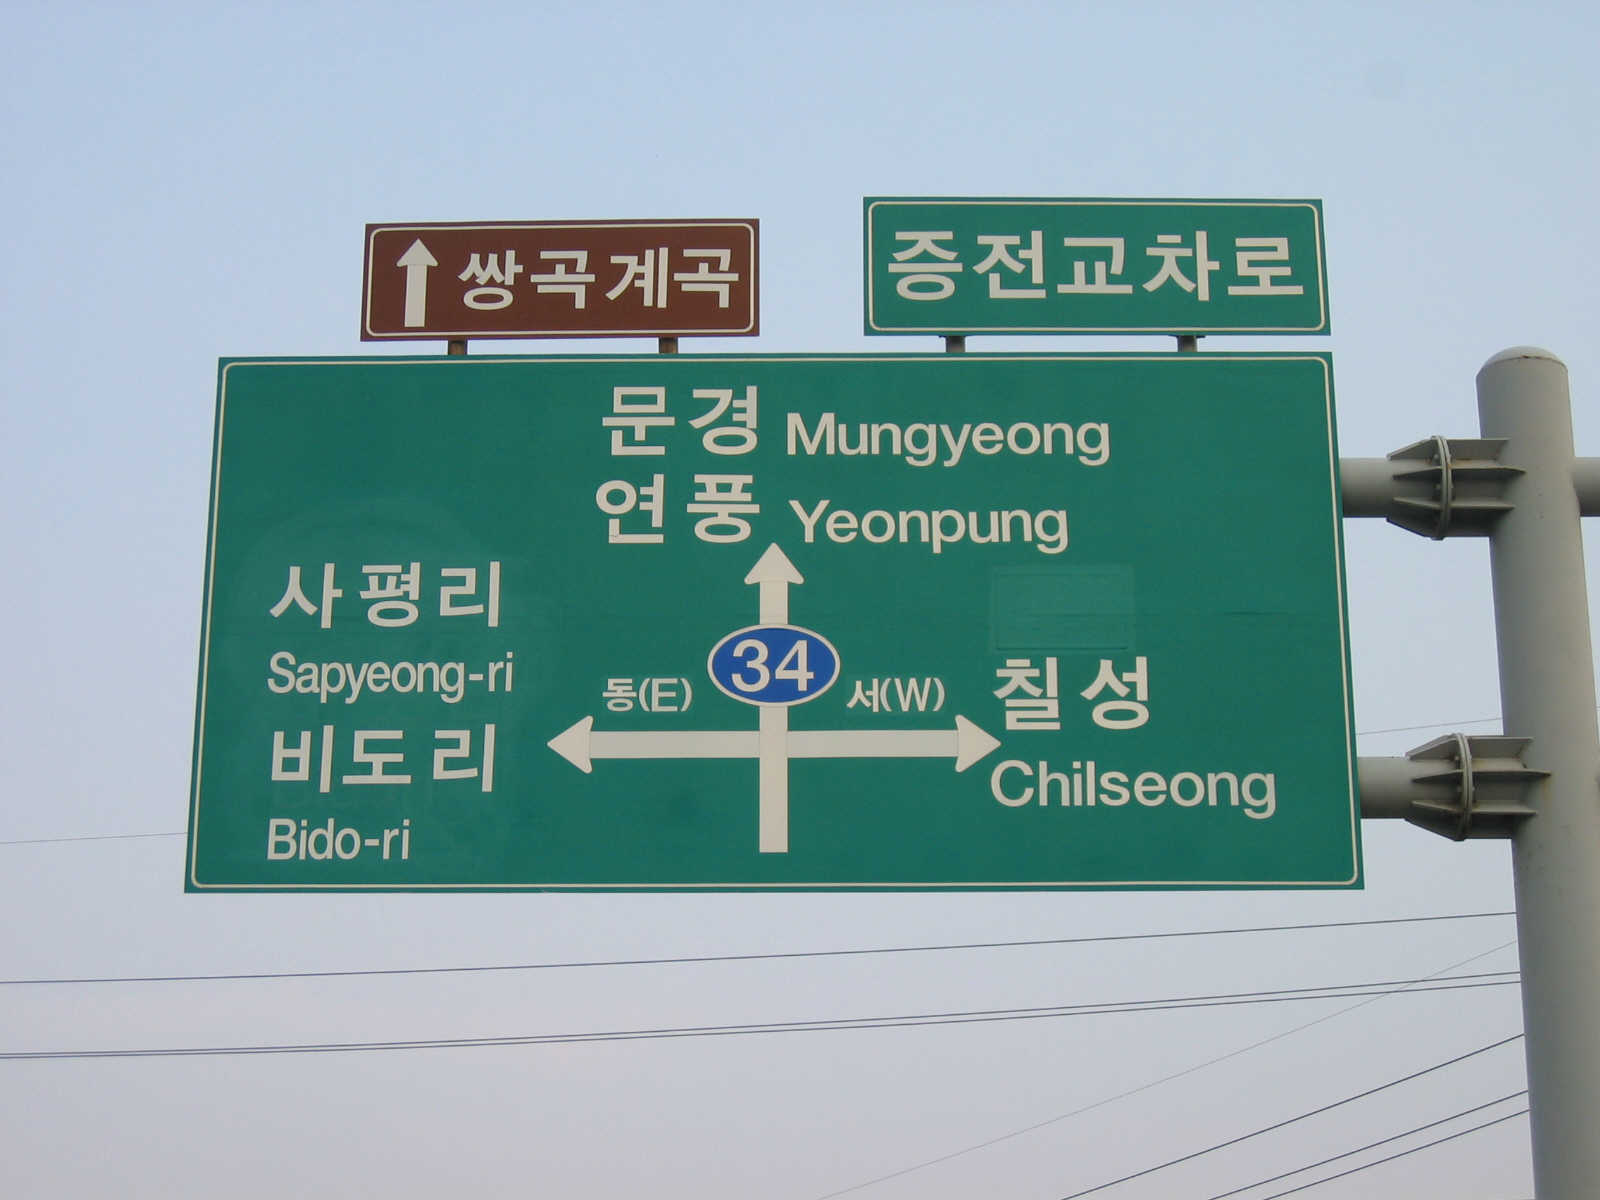 쌍곡계곡
증전교차로
문경 Mungyeong
연풍 Yeonpung
사평리
Sapyeong-ri
비도리
Bido-ri
동(E)
34
서(W)
칠성
Chilseong